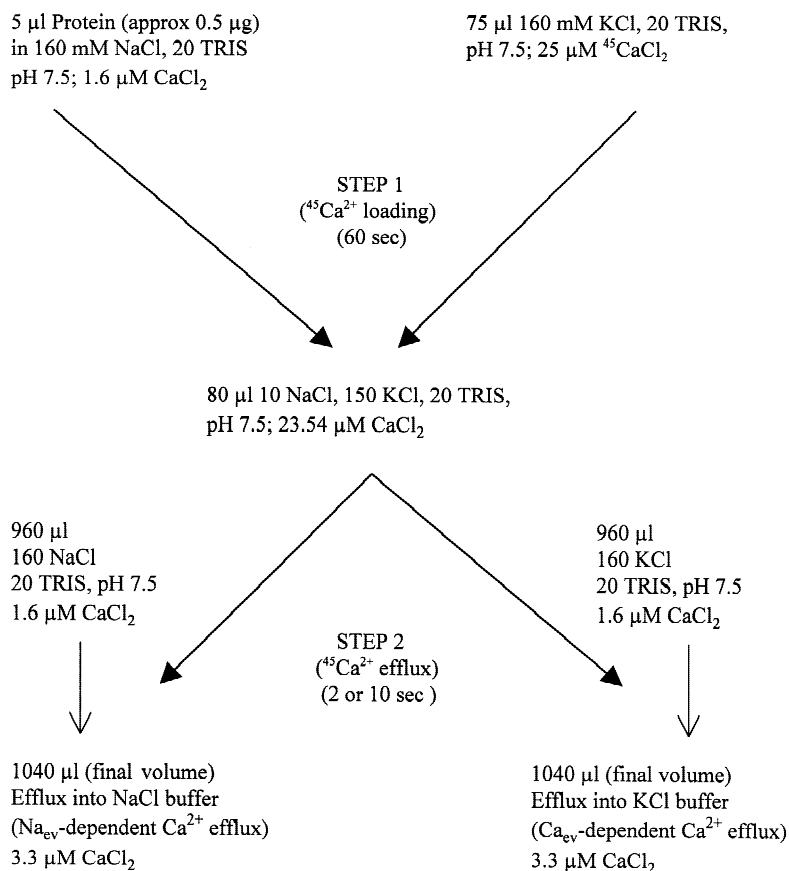 5 µl Protein (approx 0.5 µg)
in 160 mM NaCl, 20 TRIS
pH 7.5; 1.6 µM CaCl₂
75 µl 160 mM KCl, 20 TRIS,
pH 7.5; 25 µM ⁴⁵CaCl₂
STEP 1
(⁴⁵Ca²⁺ loading)
(60 sec)
80 µl 10 NaCl, 150 KCl, 20 TRIS,
pH 7.5; 23.54 µM CaCl₂
960 µl
160 NaCl
20 TRIS, pH 7.5
1.6 µM CaCl₂
960 µl
160 KCl
20 TRIS, pH 7.5
1.6 µM CaCl₂
STEP 2
(⁴⁵Ca²⁺ efflux)
(2 or 10 sec )
1040 µl (final volume)
Efflux into NaCl buffer
(Naₑᵥ-dependent Ca²⁺ efflux)
3.3 µM CaCl₂
1040 µl (final volume)
Efflux into KCl buffer
(Caₑᵥ-dependent Ca²⁺ efflux)
3.3 µM CaCl₂